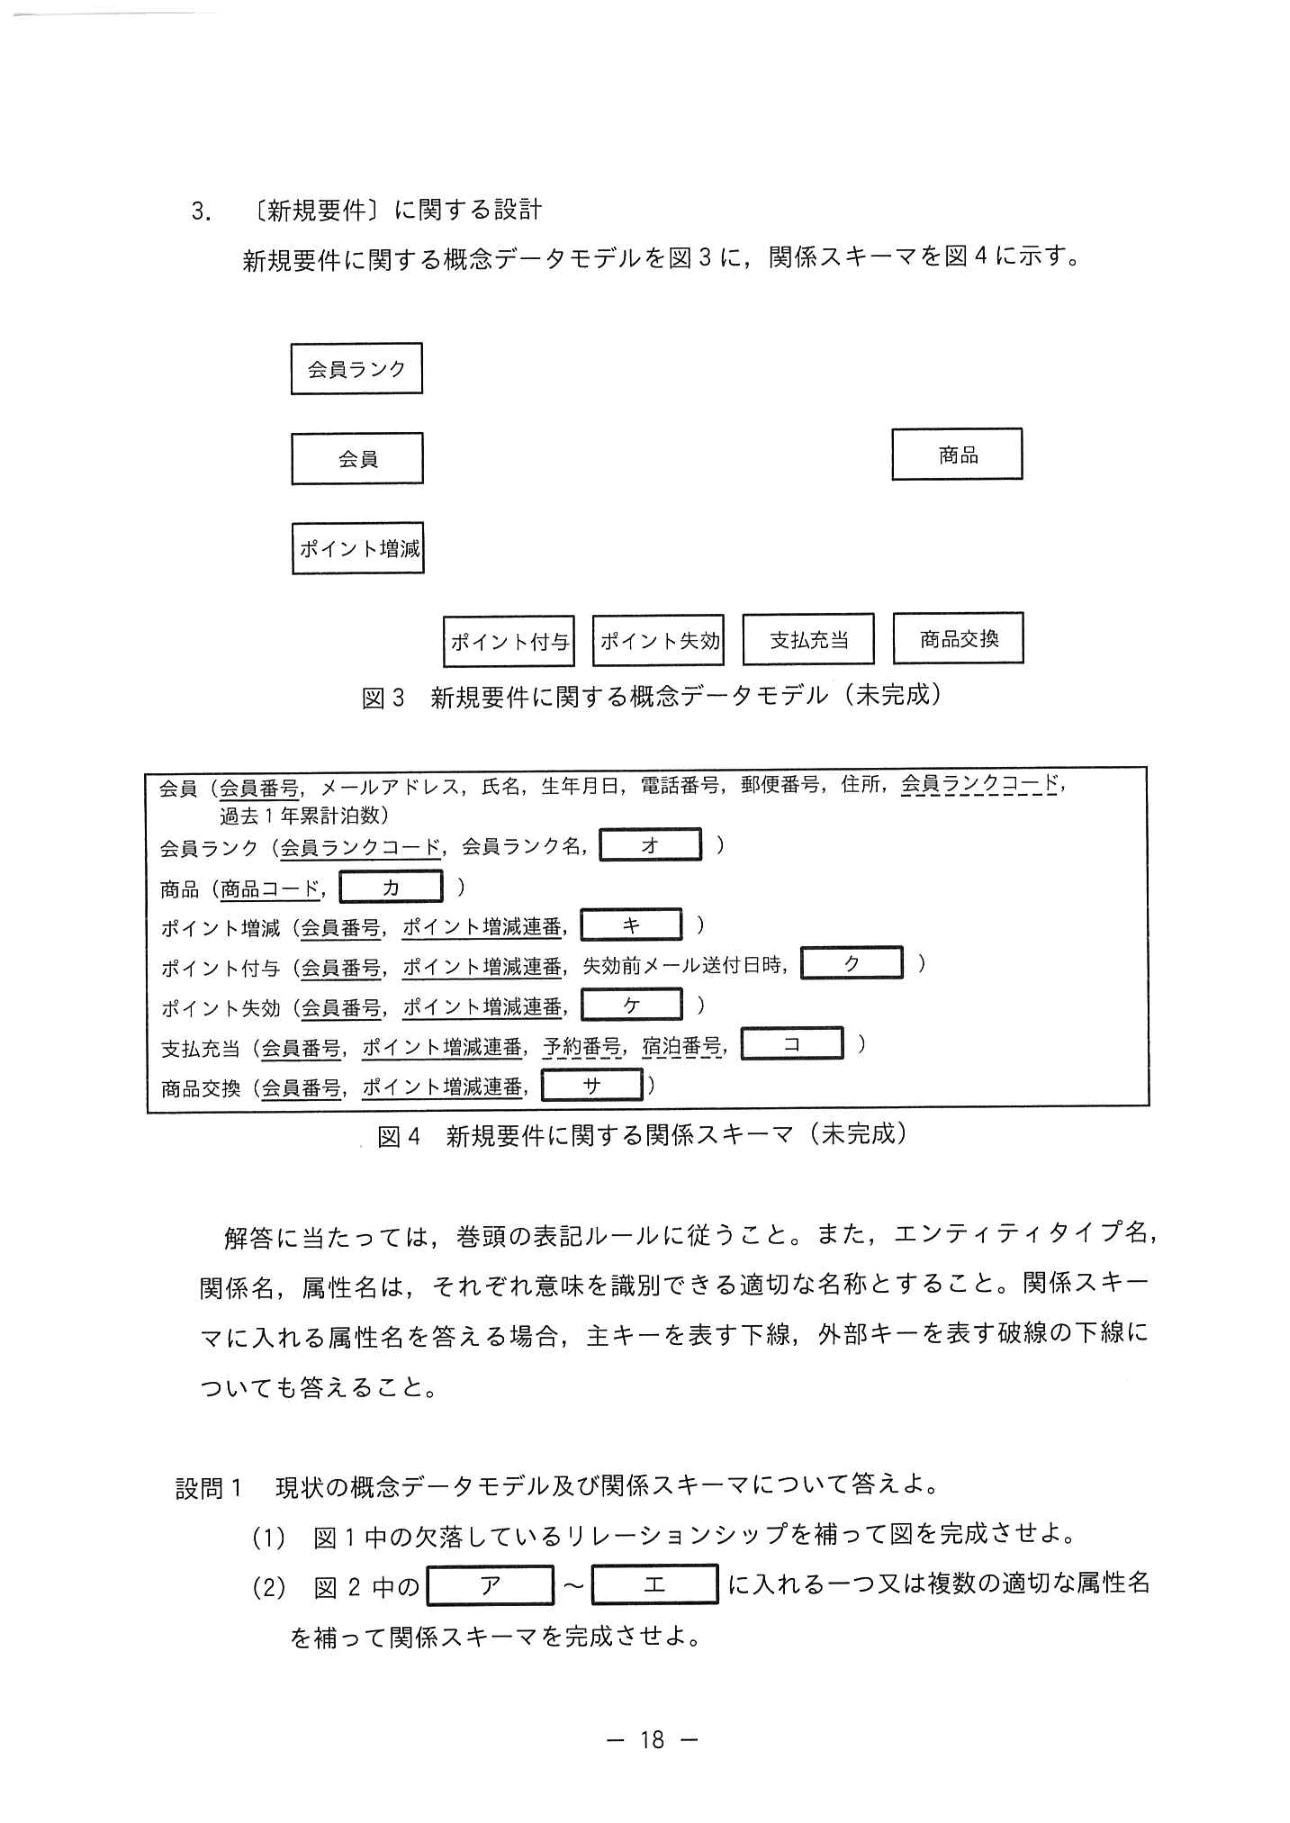 3. 〔新規要件〕に関する設計
新規要件に関する概念データモデルを図3に，関係スキーマを図4に示す。
会員ランク
会員
商品
ポイント増減
ポイント付与 ポイント失効 支払充当 商品交換
図3 新規要件に関する概念データモデル（未完成）
会員（会員番号，メールアドレス，氏名，生年月日，電話番号，郵便番号，住所，会員ランクコード，
過去1年累計泊数）
会員ランク（会員ランクコード，会員ランク名， オ ）
商品（商品コード， カ ）
ポイント増減（会員番号，ポイント増減連番， キ ）
ポイント付与（会員番号，ポイント増減連番，失効前メール送付日時， ク ）
ポイント失効（会員番号，ポイント増減連番， ケ ）
支払充当（会員番号，ポイント増減連番，予約番号，宿泊番号， コ ）
商品交換（会員番号，ポイント増減連番， サ ）
図4 新規要件に関する関係スキーマ（未完成）
解答に当たっては，巻頭の表記ルールに従うこと。また，エンティティタイプ名，
関係名，属性名は，それぞれ意味を識別できる適切な名称とすること。関係スキー
マに入れる属性名を答える場合，主キーを表す下線，外部キーを表す破線の下線に
ついても答えること。
設問1 現状の概念データモデル及び関係スキーマについて答えよ。
(1) 図1中の欠落しているリレーションシップを補って図を完成させよ。
(2) 図2中の ア ～ エ に入れる一つ又は複数の適切な属性名
を補って関係スキーマを完成させよ。
－ 18 －